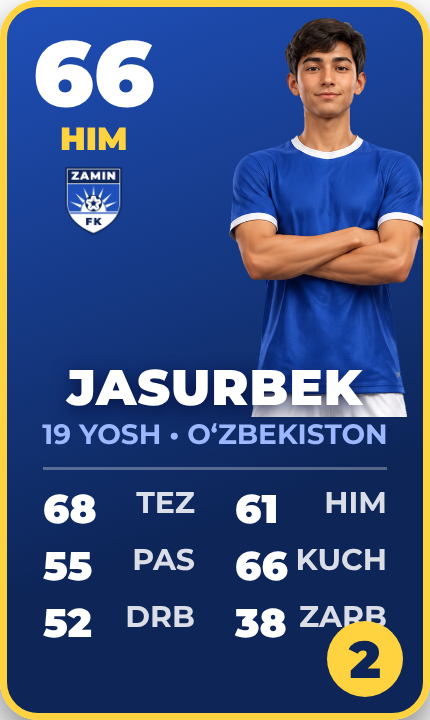 66
HIM
ZAMIN
FK
JASURBEK
19 YOSH • O‘ZBEKISTON
68 TEZ 61 HIM
55 PAS 66 KUCH
52 DRB 38 ZARB
2